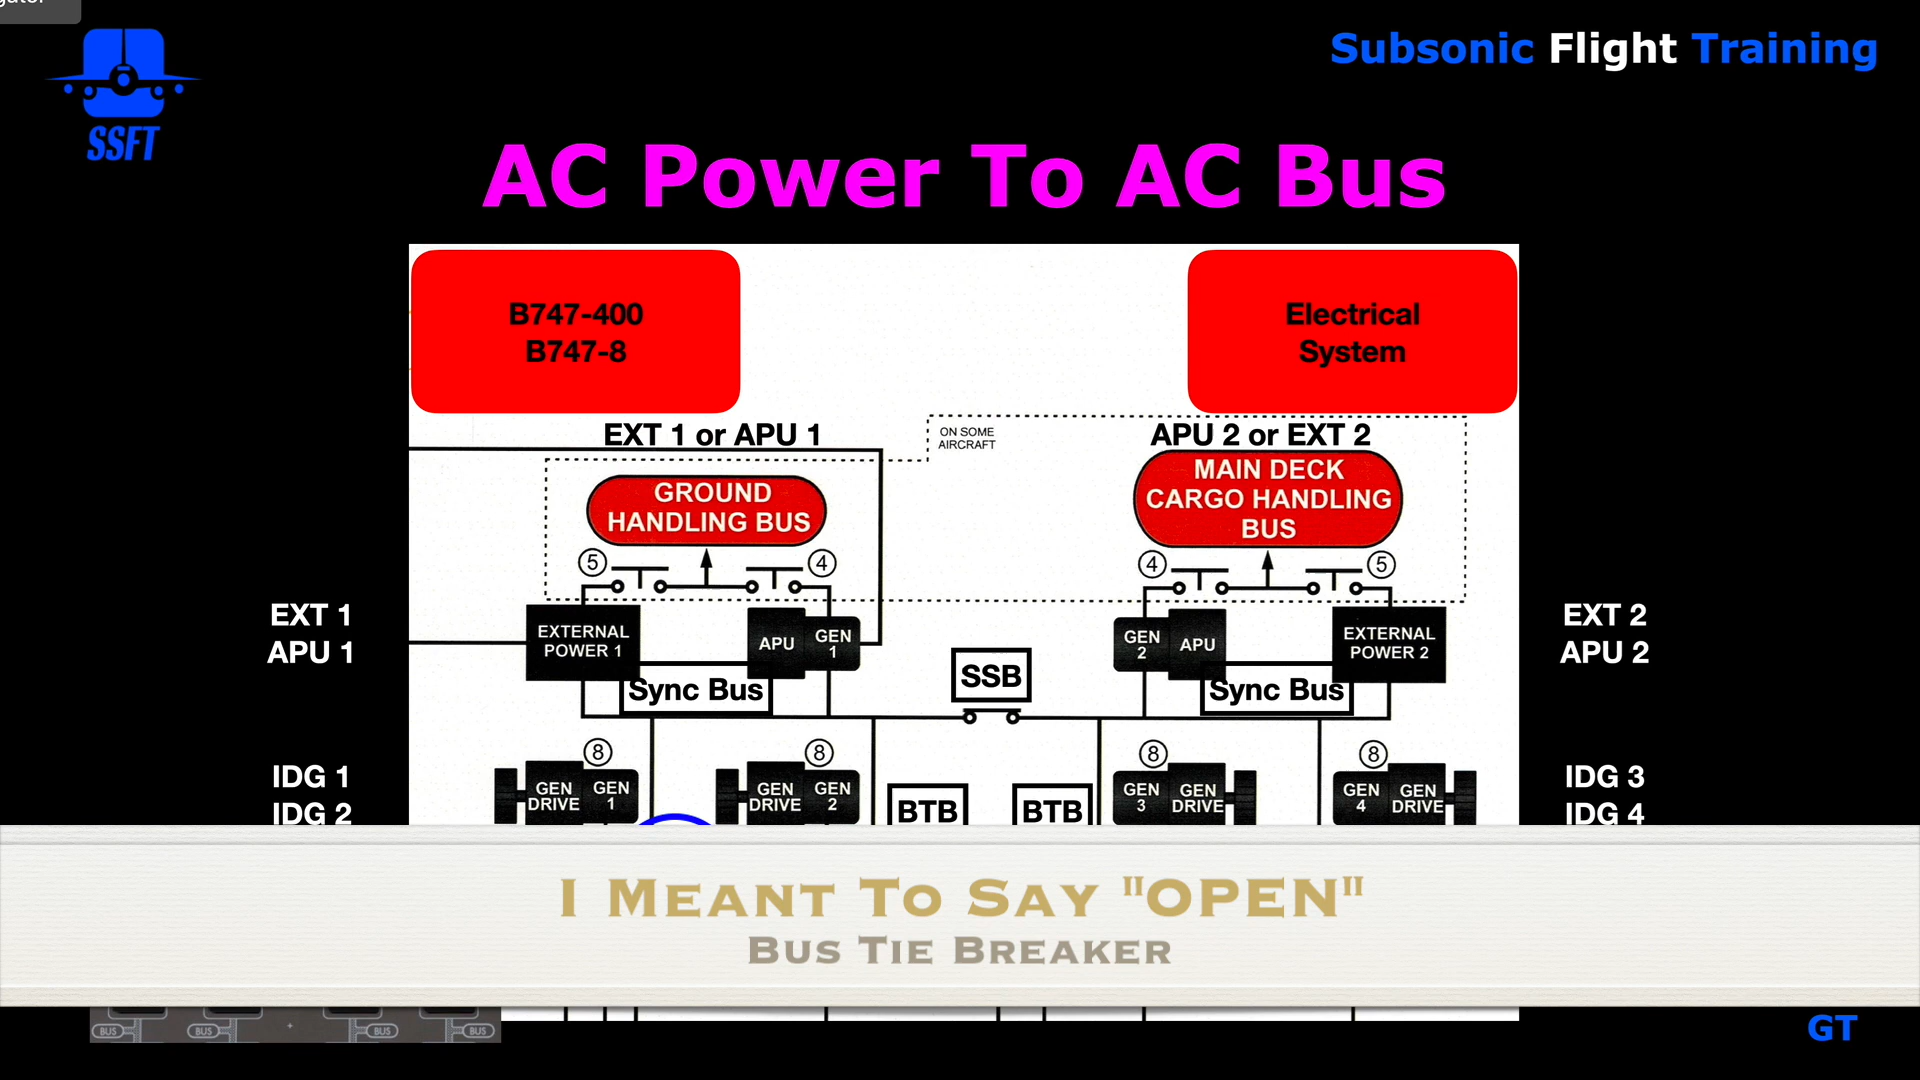 Subsonic Flight Training
SSFT
AC Power To AC Bus
B747-400
B747-8
Electrical
System
EXT 1 or APU 1
ON SOME
AIRCRAFT
APU 2 or EXT 2
GROUND
HANDLING BUS
MAIN DECK
CARGO HANDLING
BUS
5
4
4
5
EXT 1
APU 1
EXTERNAL
POWER 1
APU
GEN
1
GEN
2
APU
EXTERNAL
POWER 2
EXT 2
APU 2
Sync Bus
SSB
Sync Bus
8
8
8
8
IDG 1
IDG 2
GEN
DRIVE
GEN
1
GEN
DRIVE
GEN
2
BTB
BTB
GEN
3
GEN
DRIVE
GEN
4
GEN
DRIVE
IDG 3
IDG 4
I Meant To Say "OPEN"
Bus Tie Breaker
BUS
BUS
BUS
BUS
GT